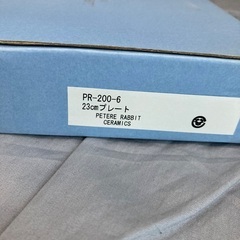 PR-200-6
23cmプレート
PETERE RABBIT
CERAMICS